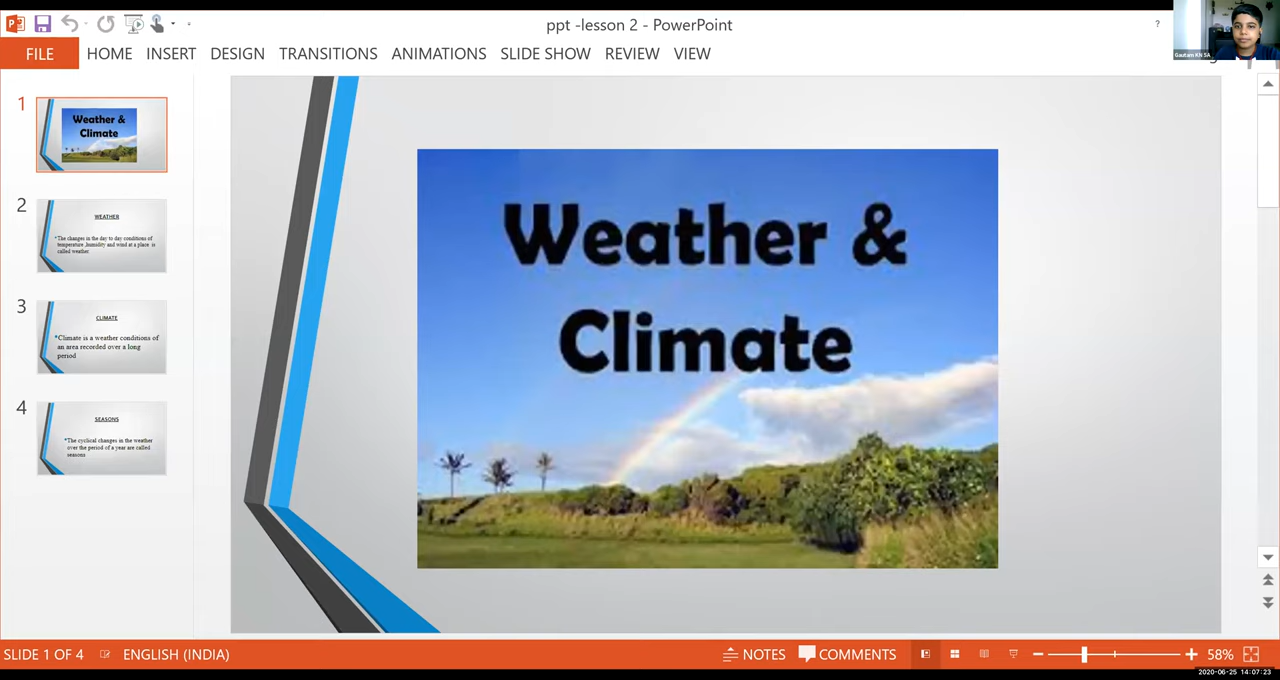 ppt -lesson 2 - PowerPoint
?
Gautam KN 5A
FILE HOME INSERT DESIGN TRANSITIONS ANIMATIONS SLIDE SHOW REVIEW VIEW
1
Weather &
Climate
2
WEATHER
*The changes in the day to day conditions of
temperature ,humidity and wind at a place is
called weather
3
CLIMATE
*Climate is a weather conditions of
an area recorded over a long
period
4
SEASONS
*The cyclical changes in the weather
over the period of a year are called
seasons
Weather &
Climate
SLIDE 1 OF 4 ENGLISH (INDIA) NOTES COMMENTS 58%
2020-06-25 14:07:23